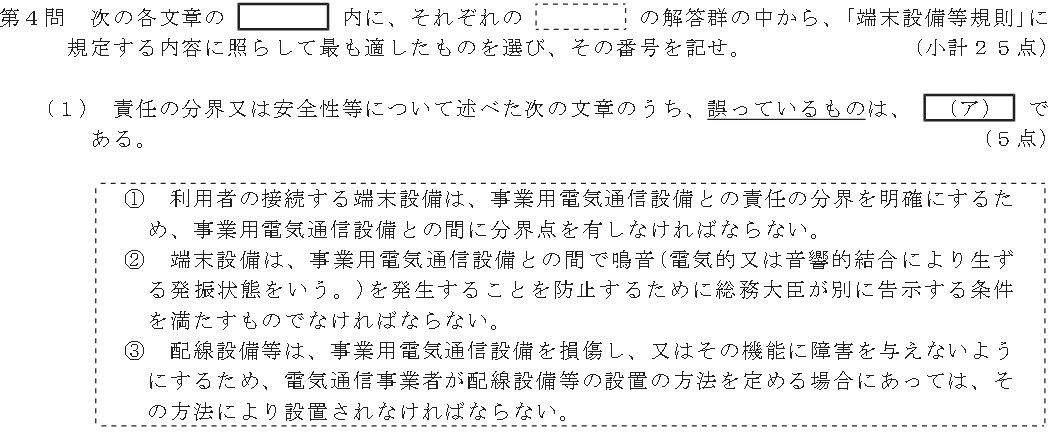 第４問　次の各文章の　　　　内に、それぞれの　　　　の解答群の中から、「端末設備等規則」に
規定する内容に照らして最も適したものを選び、その番号を記せ。　（小計２５点）
（１）　責任の分界又は安全性等について述べた次の文章のうち、誤っているものは、　（ア）　で
ある。　（５点）
①　利用者の接続する端末設備は、事業用電気通信設備との責任の分界を明確にするた
め、事業用電気通信設備との間に分界点を有しなければならない。
②　端末設備は、事業用電気通信設備との間で鳴音（電気的又は音響的結合により生ず
る発振状態をいう。）を発生することを防止するために総務大臣が別に告示する条件
を満たすものでなければならない。
③　配線設備等は、事業用電気通信設備を損傷し、又はその機能に障害を与えないよう
にするため、電気通信事業者が配線設備等の設置の方法を定める場合にあっては、そ
の方法により設置されなければならない。